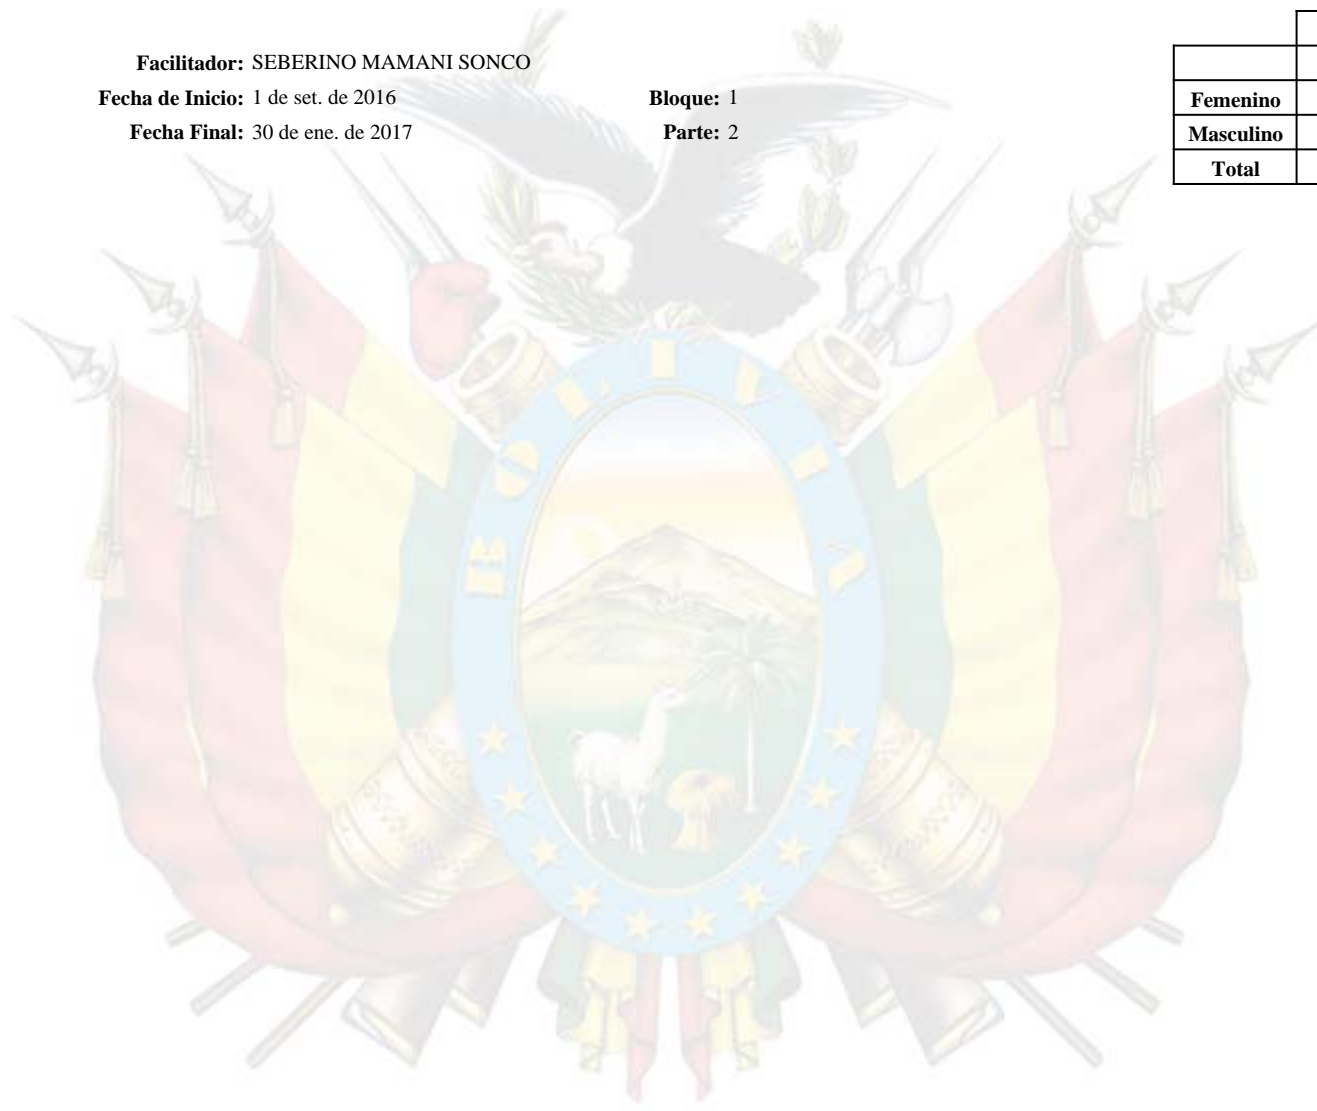 Facilitador: SEBERINO MAMANI SONCO
Fecha de Inicio: 1 de set. de 2016 Bloque: 1
Fecha Final: 30 de ene. de 2017 Parte: 2
Femenino
Masculino
Total
BOLIVIA